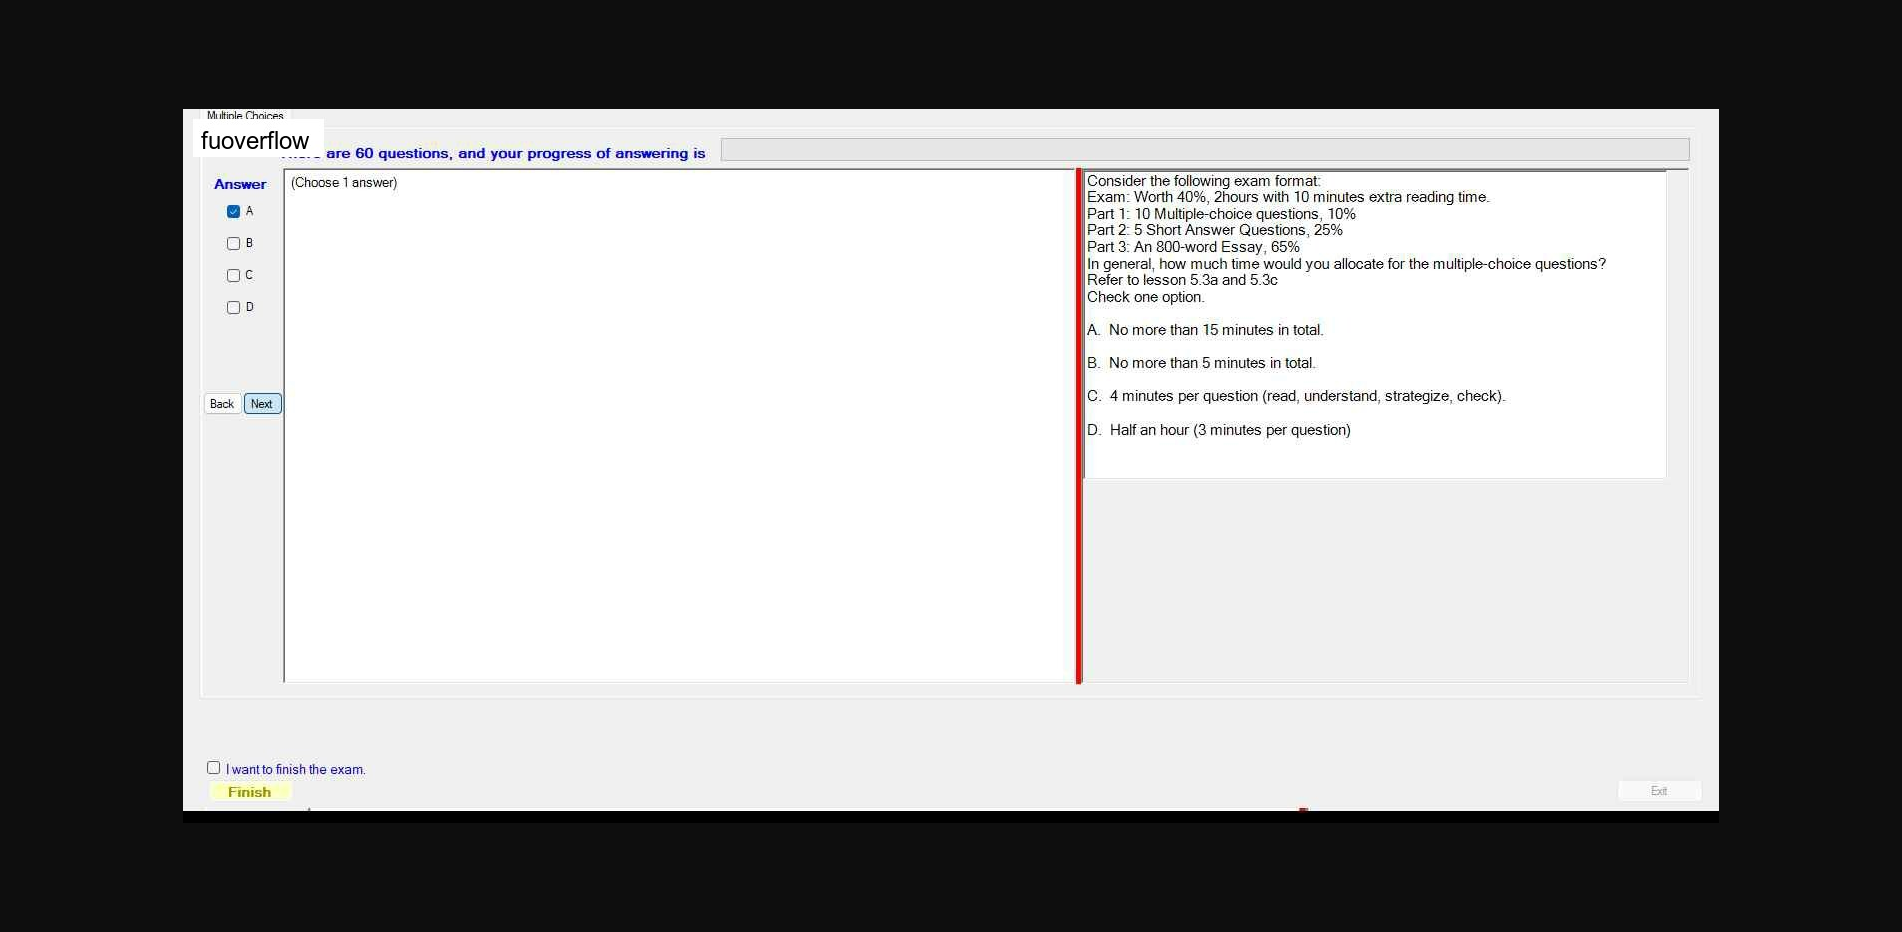 Multiple Choices
fuoverflow
are 60 questions, and your progress of answering is
Answer
(Choose 1 answer)
A
B
C
D
Back Next
Consider the following exam format:
Exam: Worth 40%, 2hours with 10 minutes extra reading time.
Part 1: 10 Multiple-choice questions, 10%
Part 2: 5 Short Answer Questions, 25%
Part 3: An 800-word Essay, 65%
In general, how much time would you allocate for the multiple-choice questions?
Refer to lesson 5.3a and 5.3c
Check one option.
A. No more than 15 minutes in total.
B. No more than 5 minutes in total.
C. 4 minutes per question (read, understand, strategize, check).
D. Half an hour (3 minutes per question)
I want to finish the exam.
Finish
Exit